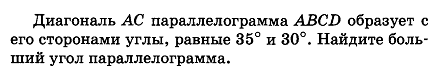 Диагональ AC параллелограмма ABCD образует с
его сторонами углы, равные 35° и 30°. Найдите боль-
ший угол параллелограмма.